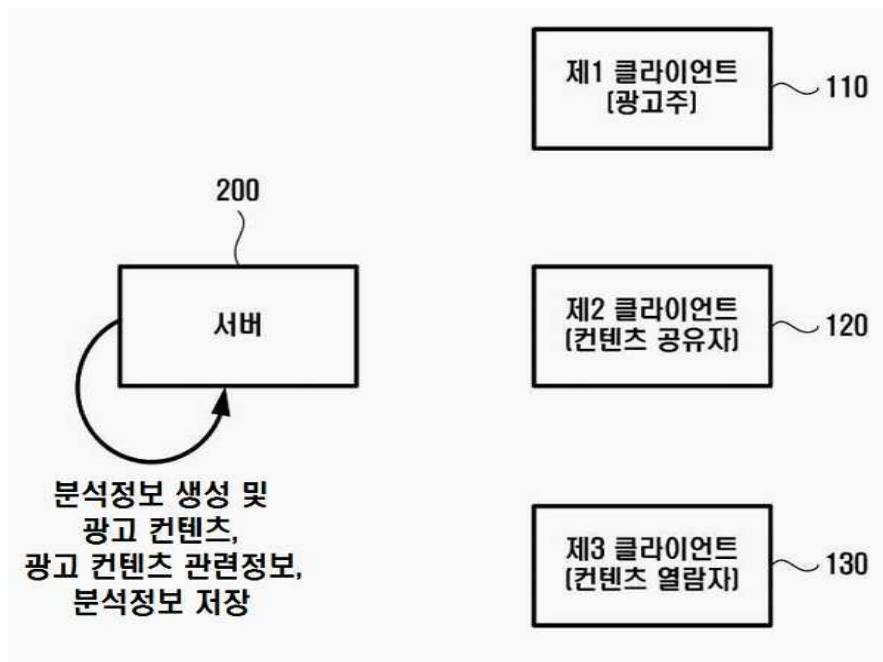 제1 클라이언트
(광고주)
110
200
서버
제2 클라이언트
(컨텐츠 공유자)
120
분석정보 생성 및
광고 컨텐츠,
광고 컨텐츠 관련정보,
분석정보 저장
제3 클라이언트
(컨텐츠 열람자)
130